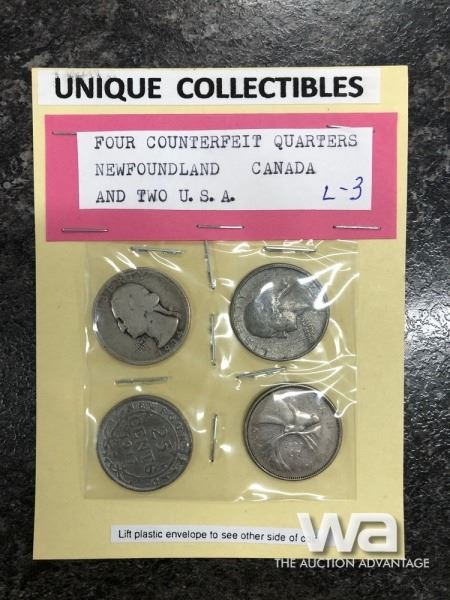 UNIQUE COLLECTIBLES
FOUR COUNTERFEIT QUARTERS
NEWFOUNDLAND CANADA
AND TWO U.S.A.
L-3
25
CENTS
Lift plastic envelope to see other side of
wa
THE AUCTION ADVANTAGE